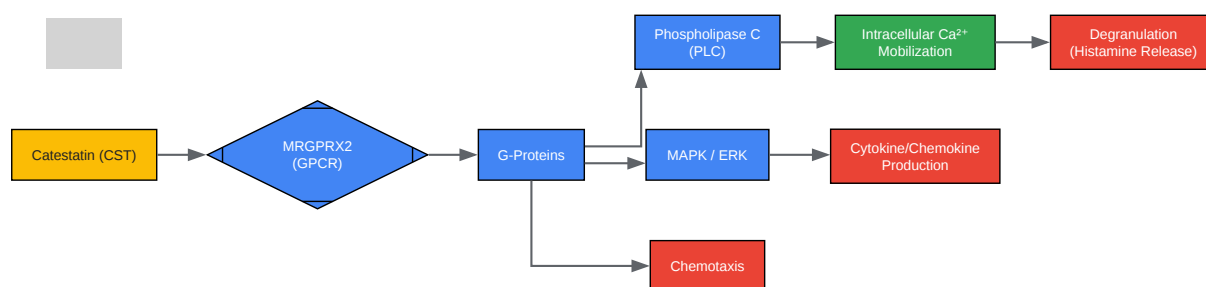 Phospholipase C
(PLC)
Intracellular Ca²⁺
Mobilization
Degranulation
(Histamine Release)
Catestatin (CST)
MRGPRX2
(GPCR)
G-Proteins
MAPK / ERK
Cytokine/Chemokine
Production
Chemotaxis